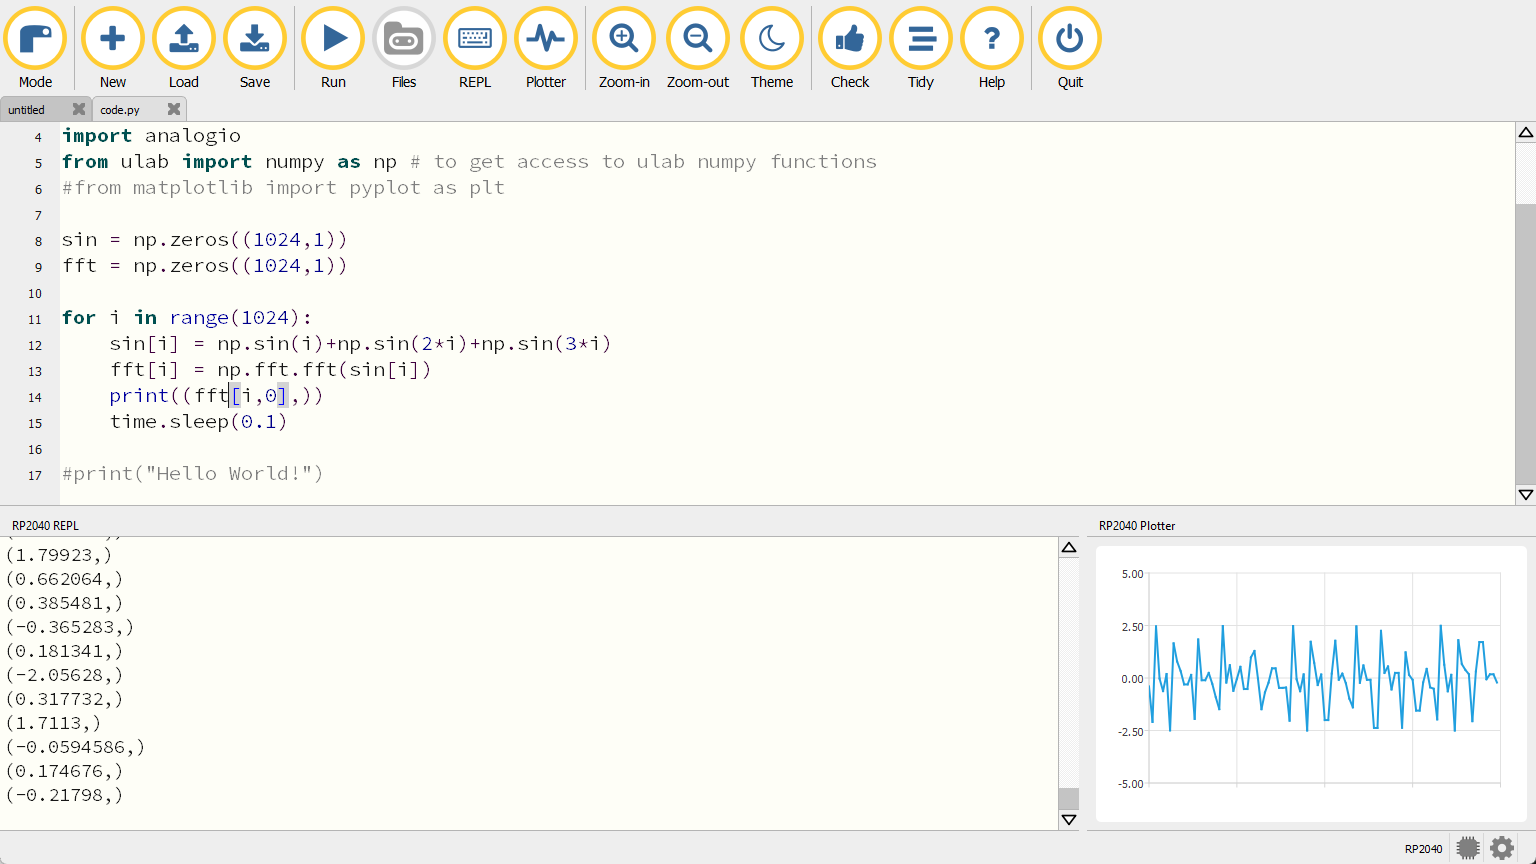 Mode New Load Save Run Files REPL Plotter Zoom-in Zoom-out Theme Check Tidy Help Quit
untitled code.py
4 import analogio
5 from ulab import numpy as np # to get access to ulab numpy functions
6 #from matplotlib import pyplot as plt
7
8 sin = np.zeros((1024,1))
9 fft = np.zeros((1024,1))
10
11 for i in range(1024):
12 sin[i] = np.sin(i)+np.sin(2*i)+np.sin(3*i)
13 fft[i] = np.fft.fft(sin[i])
14 print((fft[i,0],))
15 time.sleep(0.1)
16
17 #print("Hello World!")
RP2040 REPL
(1.79923,)
(0.662064,)
(0.385481,)
(-0.365283,)
(0.181341,)
(-2.05628,)
(0.317732,)
(1.7113,)
(-0.0594586,)
(0.174676,)
(-0.21798,)
RP2040 Plotter
5.00
2.50
0.00
-2.50
-5.00
RP2040